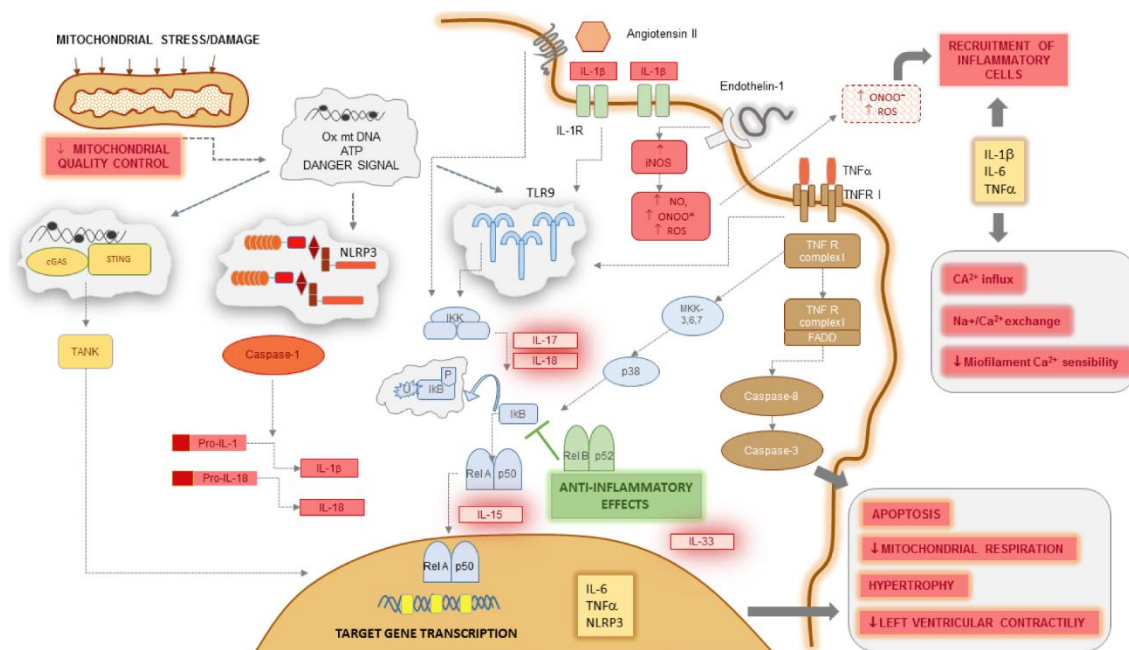 MITOCHONDRIAL STRESS/DAMAGE
↓ MITOCHONDRIAL
QUALITY CONTROL
Ox mt DNA
ATP
DANGER SIGNAL
cGAS
STING
TANK
NLRP3
Caspase-1
Pro-IL-1
IL-1β
Pro-IL-18
IL-18
Angiotensin II
IL-1β
IL-1β
IL-1R
Endothelin-1
↑
iNOS
↑ NO,
↑ ONOO*
↑ ROS
TLR9
IKK
IL-17
IL-18
U
IkB
P
IkB
MKK-
3,6,7
p38
Rel A
p50
IL-15
Rel B
p52
ANTI-INFLAMMATORY
EFFECTS
IL-33
Rel A
p50
TARGET GENE TRANSCRIPTION
IL-6
TNFα
NLRP3
TNFα
TNFR I
TNF R
complex I
TNF R
complex I
FADD
Caspase-8
Caspase-3
↑ ONOO⁻
↑ ROS
RECRUITMENT OF
INFLAMMATORY
CELLS
IL-1β
IL-6
TNFα
CA²⁺ influx
Na+/Ca²⁺ exchange
↓ Miofilament Ca²⁺ sensibility
APOPTOSIS
↓ MITOCHONDRIAL RESPIRATION
HYPERTROPHY
↓ LEFT VENTRICULAR CONTRACTILIY